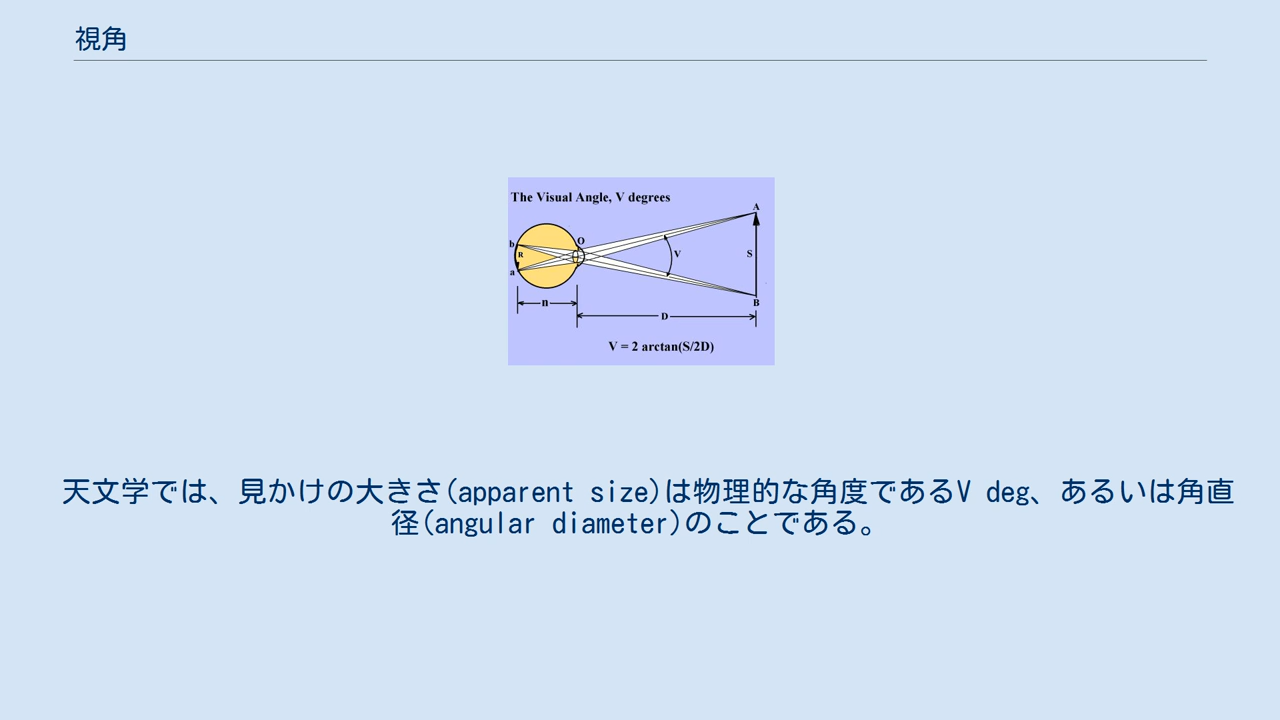 視角
The Visual Angle, V degrees
A
O
b
R
V
S
a
B
n
D
V = 2 arctan(S/2D)
天文学では、見かけの大きさ(apparent size)は物理的な角度であるV deg、あるいは角直
径(angular diameter)のことである。